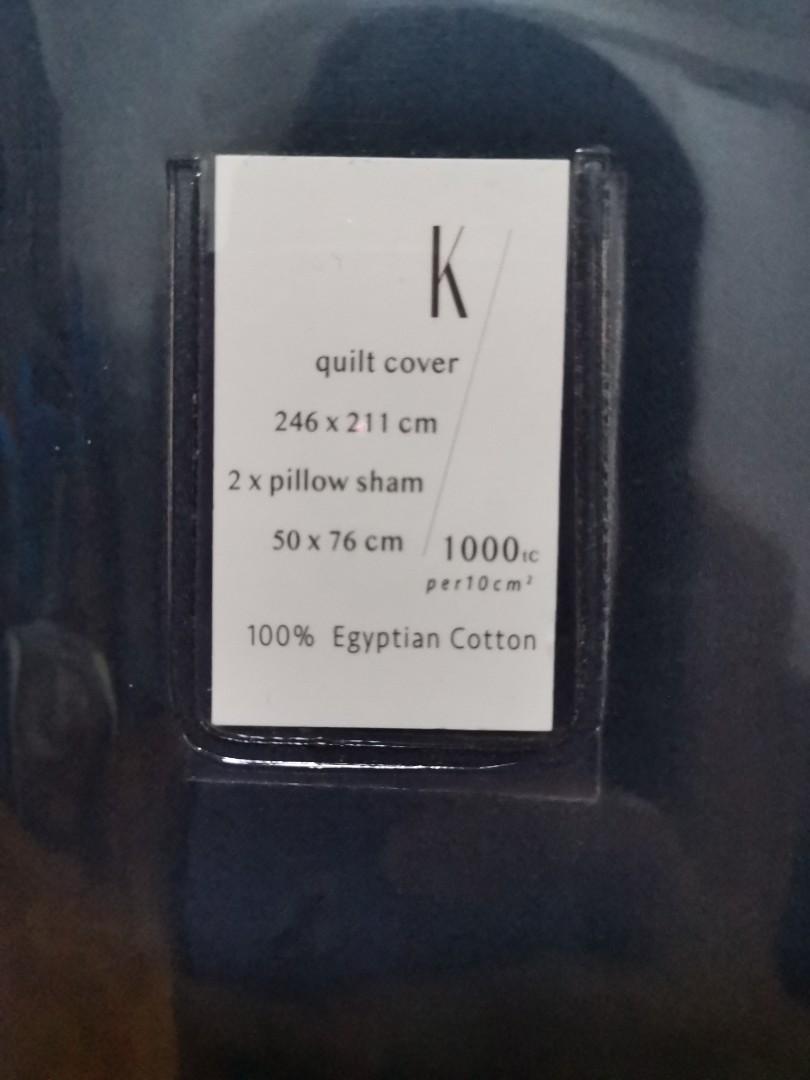 K
quilt cover
246 x 211 cm
2 x pillow sham
50 x 76 cm
1000tc
per10cm²
100% Egyptian Cotton